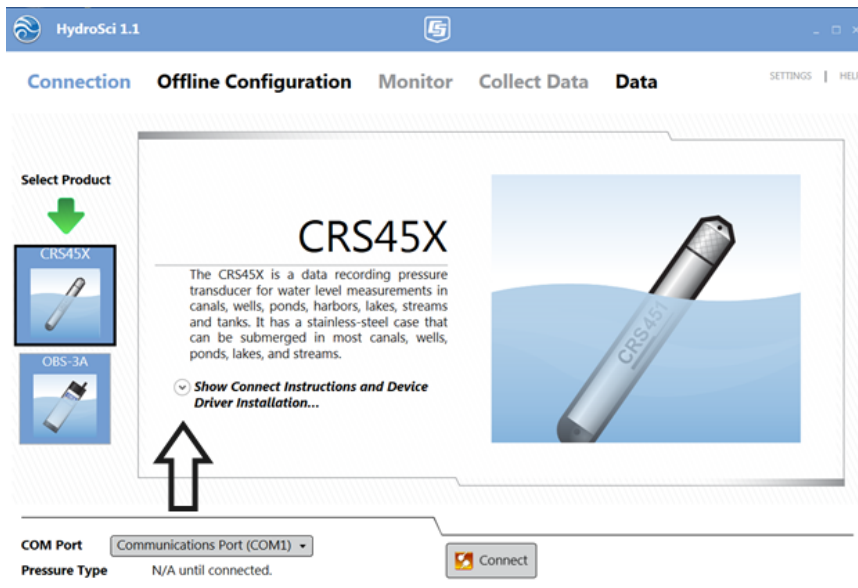 HydroSci 1.1
Connection Offline Configuration Monitor Collect Data Data SETTINGS | HELP
Select Product
CRS45X
OBS-3A
CRS45X
The CRS45X is a data recording pressure
transducer for water level measurements in
canals, wells, ponds, harbors, lakes, streams
and tanks. It has a stainless-steel case that
can be submerged in most canals, wells,
ponds, lakes, and streams.
Show Connect Instructions and Device
Driver Installation...
CRS451
COM Port Communications Port (COM1)
Connect
Pressure Type N/A until connected.